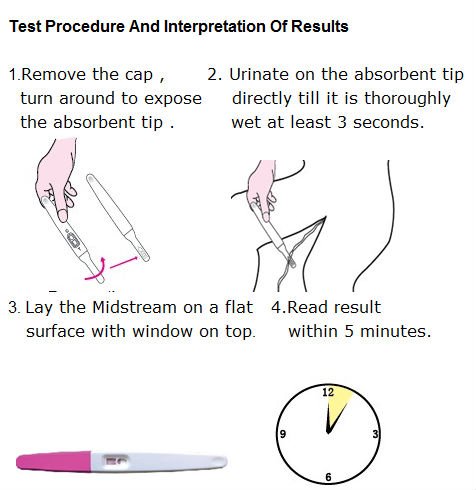 Test Procedure And Interpretation Of Results
1.Remove the cap ,
turn around to expose
the absorbent tip .
2. Urinate on the absorbent tip
directly till it is thoroughly
wet at least 3 seconds.
3. Lay the Midstream on a flat
surface with window on top.
4.Read result
within 5 minutes.
12
9
3
6